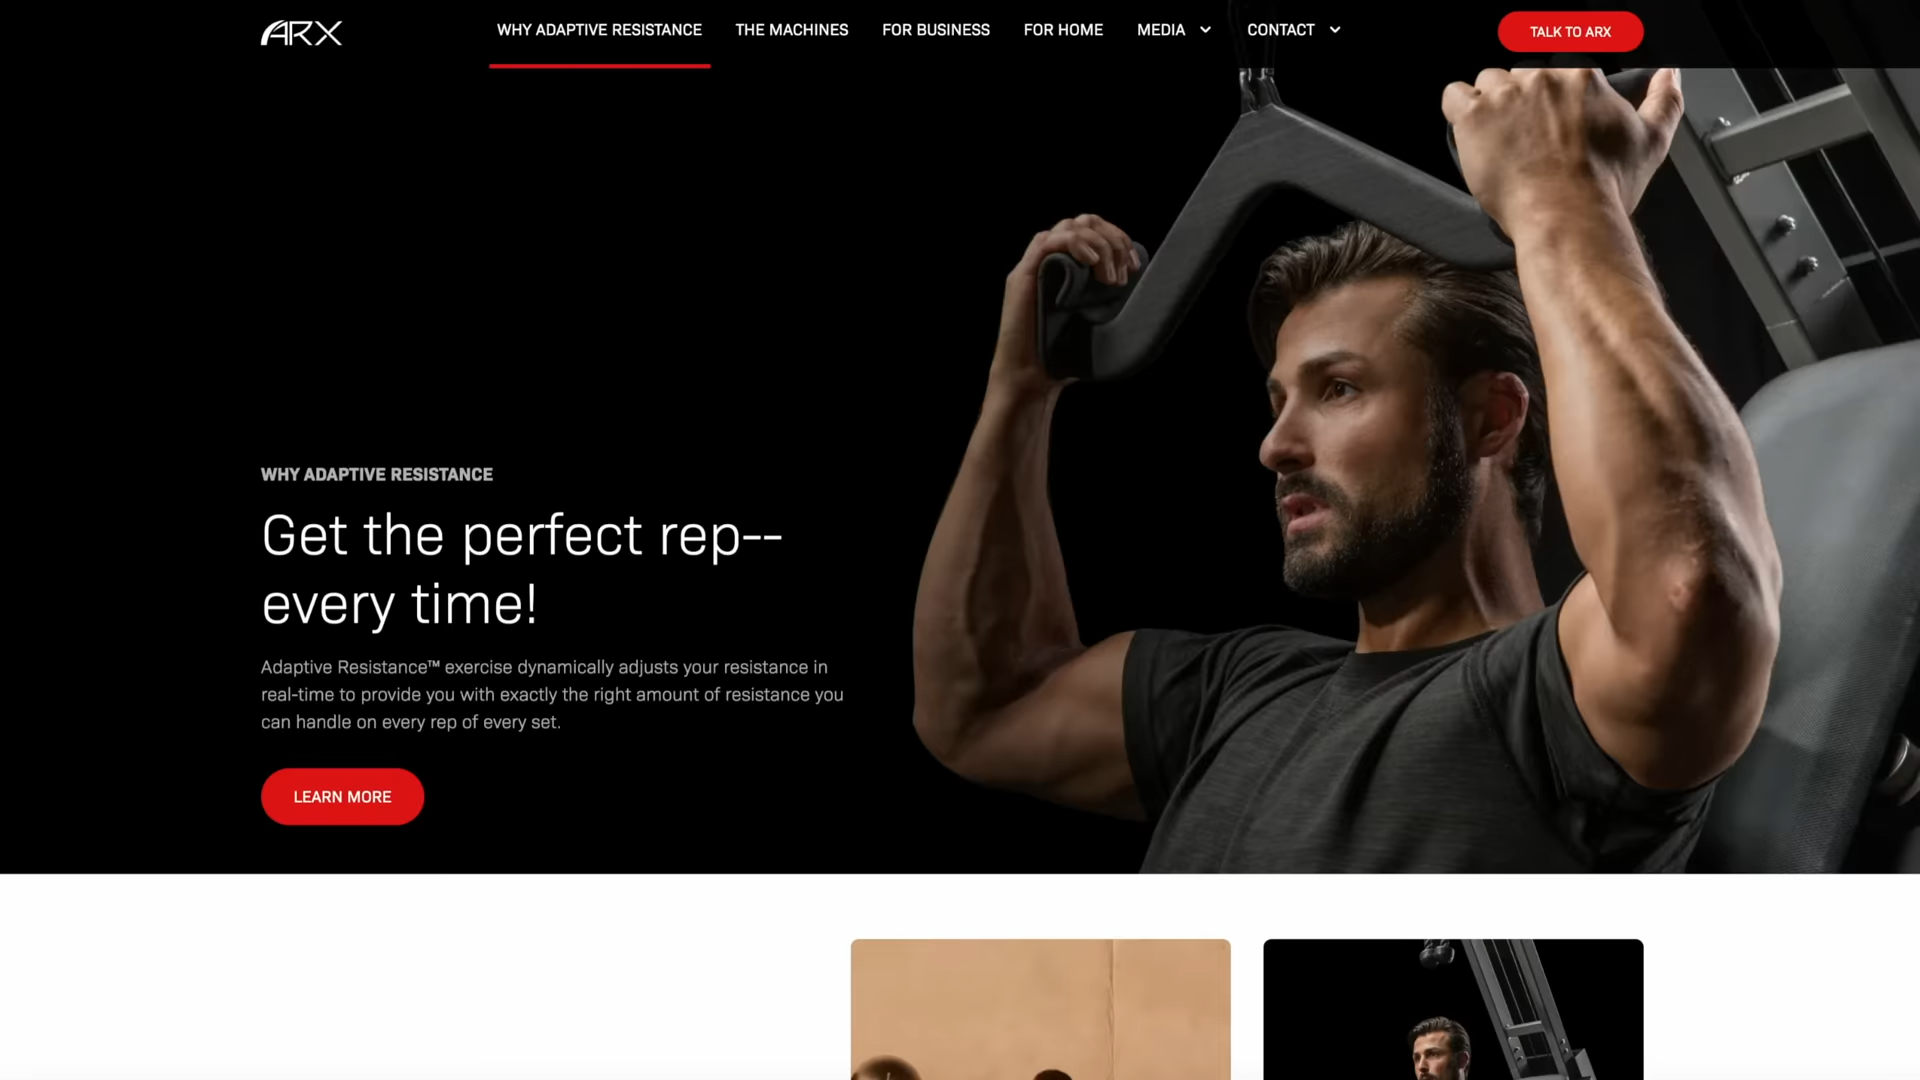 ARX
WHY ADAPTIVE RESISTANCE
THE MACHINES
FOR BUSINESS
FOR HOME
MEDIA
CONTACT
TALK TO ARX
WHY ADAPTIVE RESISTANCE
Get the perfect rep--
every time!
Adaptive Resistance™ exercise dynamically adjusts your resistance in
real-time to provide you with exactly the right amount of resistance you
can handle on every rep of every set.
LEARN MORE